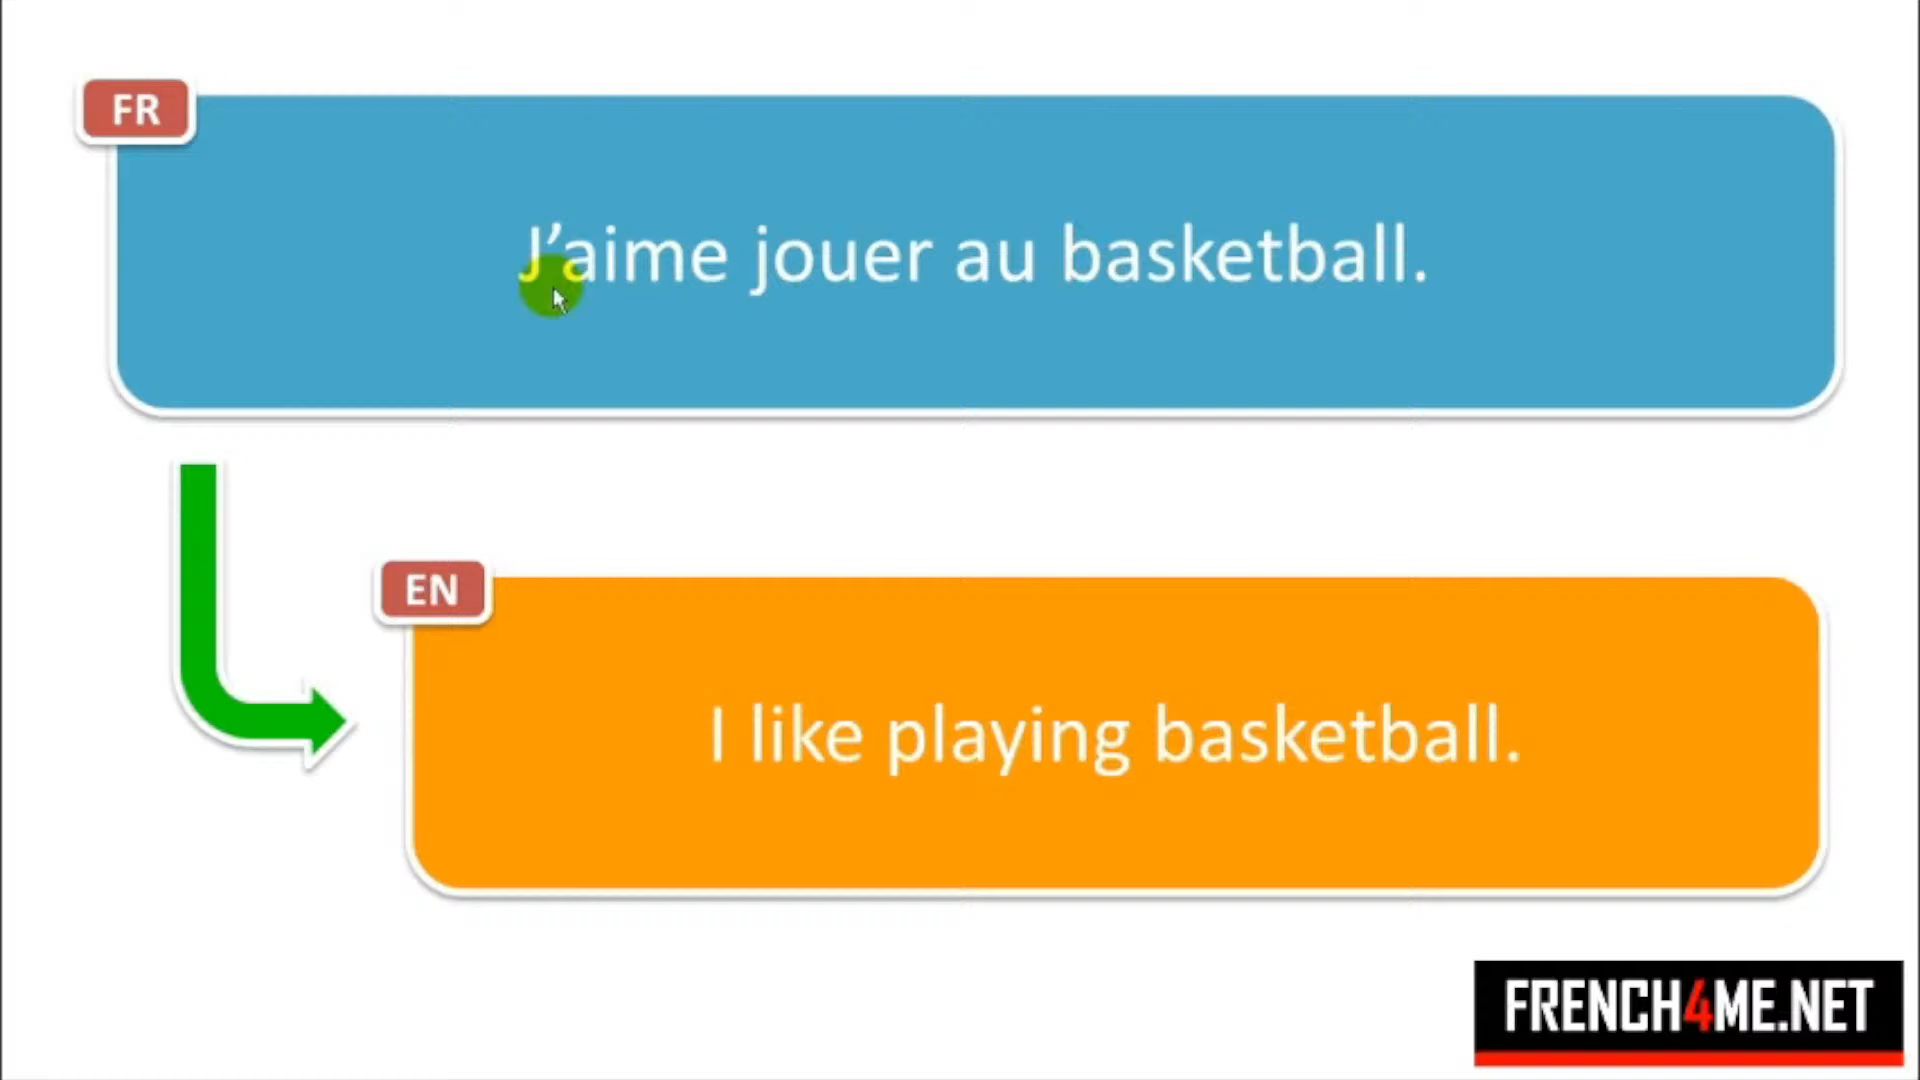 FR
J’aime jouer au basketball.
EN
I like playing basketball.
FRENCH4ME.NET